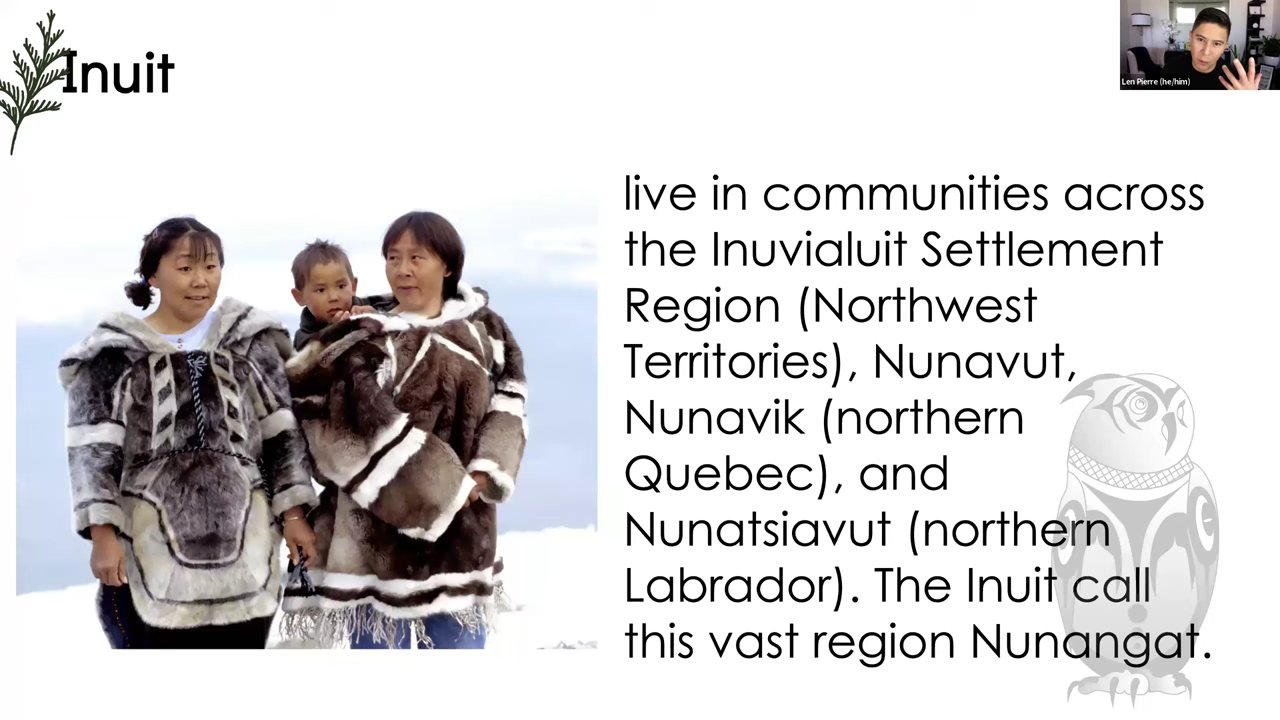 Inuit
Len Pierre (he/him)
live in communities across
the Inuvialuit Settlement
Region (Northwest
Territories), Nunavut,
Nunavik (northern
Quebec), and
Nunatsiavut (northern
Labrador). The Inuit call
this vast region Nunangat.